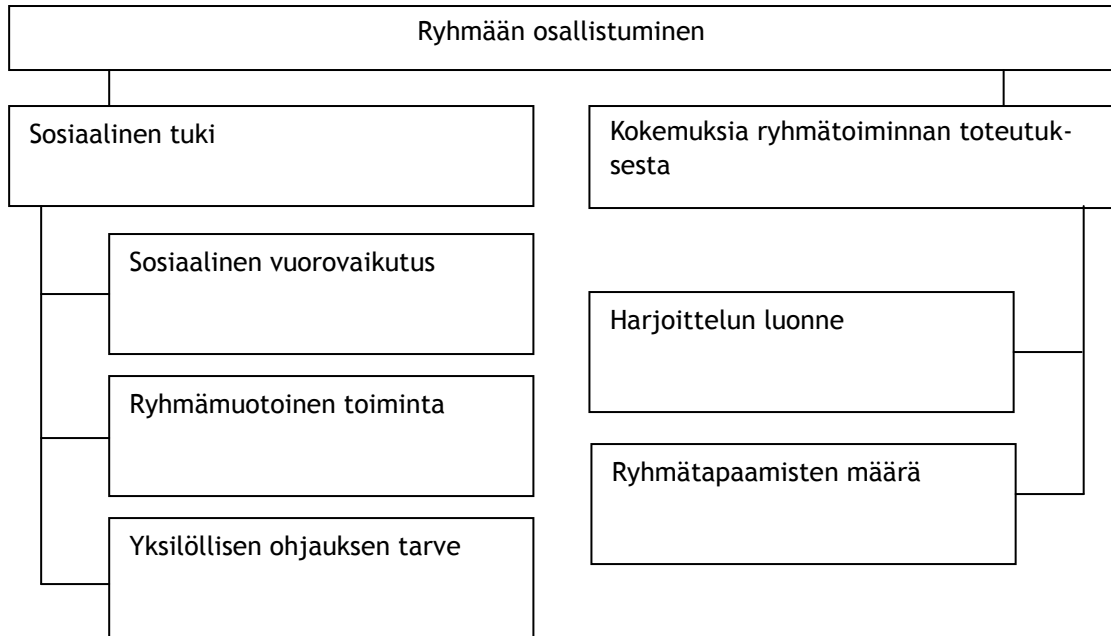 Ryhmään osallistuminen
Sosiaalinen tuki
Sosiaalinen vuorovaikutus
Ryhmämuotoinen toiminta
Yksilöllisen ohjauksen tarve
Kokemuksia ryhmätoiminnan toteutuk-
sesta
Harjoittelun luonne
Ryhmätapaamisten määrä